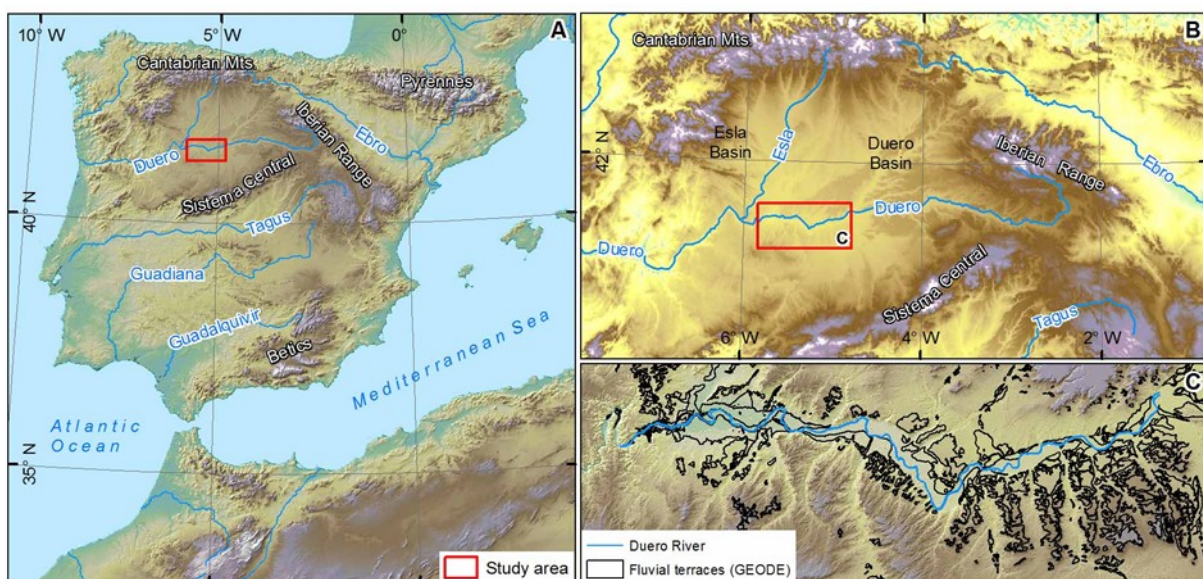 10° W
5° W
0°
A
Cantabrian Mts
Pyrennes
Iberian Range
Ebro
Duero
Sistema Central
40° N
Tagus
Guadiana
Guadalquivir
Betics
Mediterranean Sea
Atlantic
Ocean
35° N
Study area
B
Cantabrian Mts
Esla
Basin
Esla
Duero
Basin
42° N
Iberian Range
Ebro
Duero
C
Duero
Sistema Central
Tagus
6° W
4° W
2° W
C
Duero River
Fluvial terraces (GEODE)